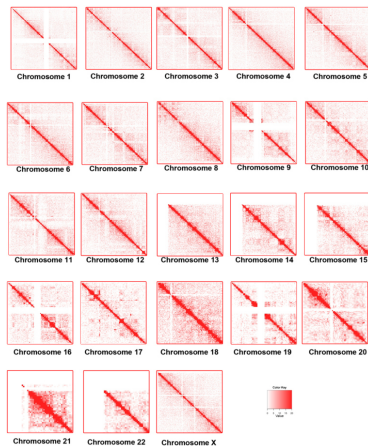 Chromosome 1 Chromosome 2 Chromosome 3 Chromosome 4 Chromosome 5
Chromosome 6 Chromosome 7 Chromosome 8 Chromosome 9 Chromosome 10
Chromosome 11 Chromosome 12 Chromosome 13 Chromosome 14 Chromosome 15
Chromosome 16 Chromosome 17 Chromosome 18 Chromosome 19 Chromosome 20
Color Key
Value
Chromosome 21 Chromosome 22 Chromosome X